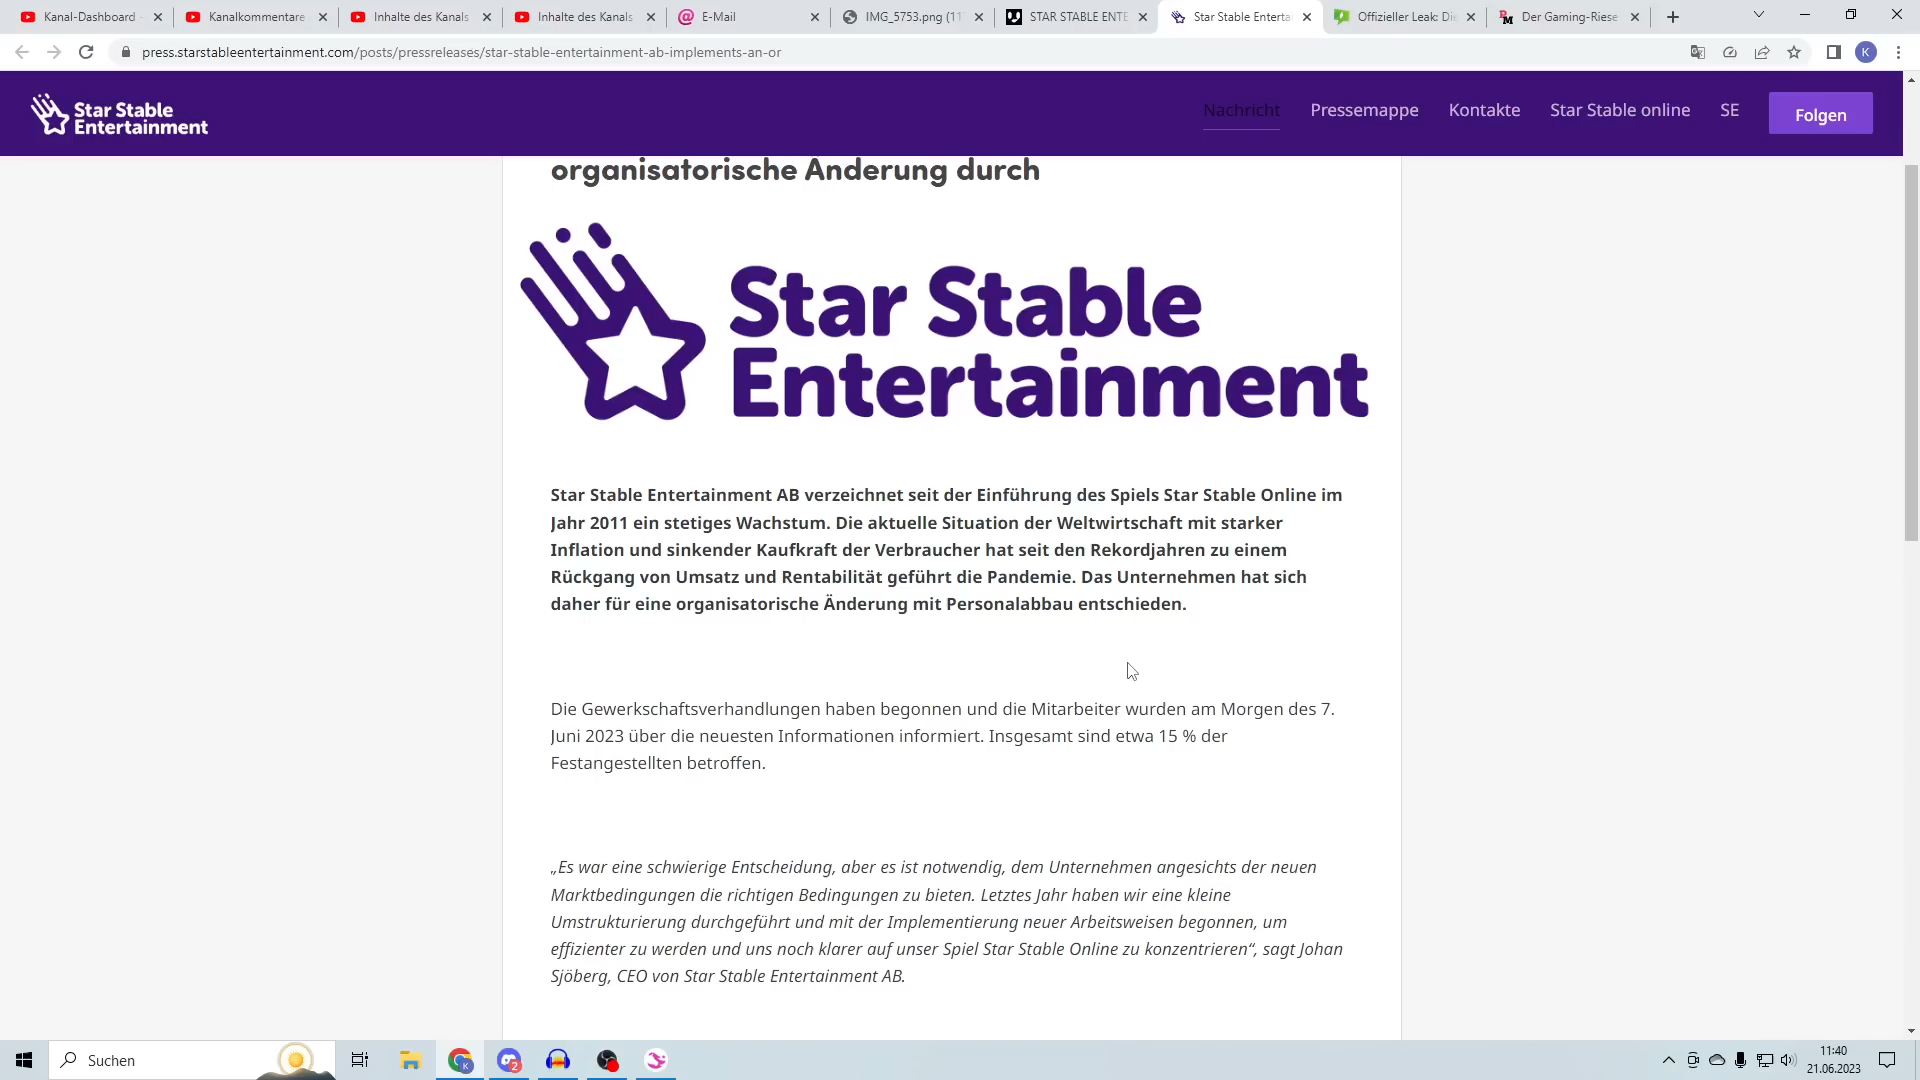 Kanal-Dashboard -
Kanalkommentare
Inhalte des Kanals
Inhalte des Kanals
E-Mail
IMG_5753.png (11
STAR STABLE ENTE
Star Stable Enterta
Offizieller Leak: Di
Der Gaming-Riese
press.starstableentertainment.com/posts/pressreleases/star-stable-entertainment-ab-implements-an-or
K
Star Stable
Entertainment
Nachricht
Pressemappe
Kontakte
Star Stable online
SE
Folgen
organisatorische Änderung durch
Star Stable
Entertainment
Star Stable Entertainment AB verzeichnet seit der Einführung des Spiels Star Stable Online im
Jahr 2011 ein stetiges Wachstum. Die aktuelle Situation der Weltwirtschaft mit starker
Inflation und sinkender Kaufkraft der Verbraucher hat seit den Rekordjahren zu einem
Rückgang von Umsatz und Rentabilität geführt die Pandemie. Das Unternehmen hat sich
daher für eine organisatorische Änderung mit Personalabbau entschieden.
Die Gewerkschaftsverhandlungen haben begonnen und die Mitarbeiter wurden am Morgen des 7.
Juni 2023 über die neuesten Informationen informiert. Insgesamt sind etwa 15 % der
Festangestellten betroffen.
„Es war eine schwierige Entscheidung, aber es ist notwendig, dem Unternehmen angesichts der neuen
Marktbedingungen die richtigen Bedingungen zu bieten. Letztes Jahr haben wir eine kleine
Umstrukturierung durchgeführt und mit der Implementierung neuer Arbeitsweisen begonnen, um
effizienter zu werden und uns noch klarer auf unser Spiel Star Stable Online zu konzentrieren“, sagt Johan
Sjöberg, CEO von Star Stable Entertainment AB.
Suchen
K
2
11:40
21.06.2023